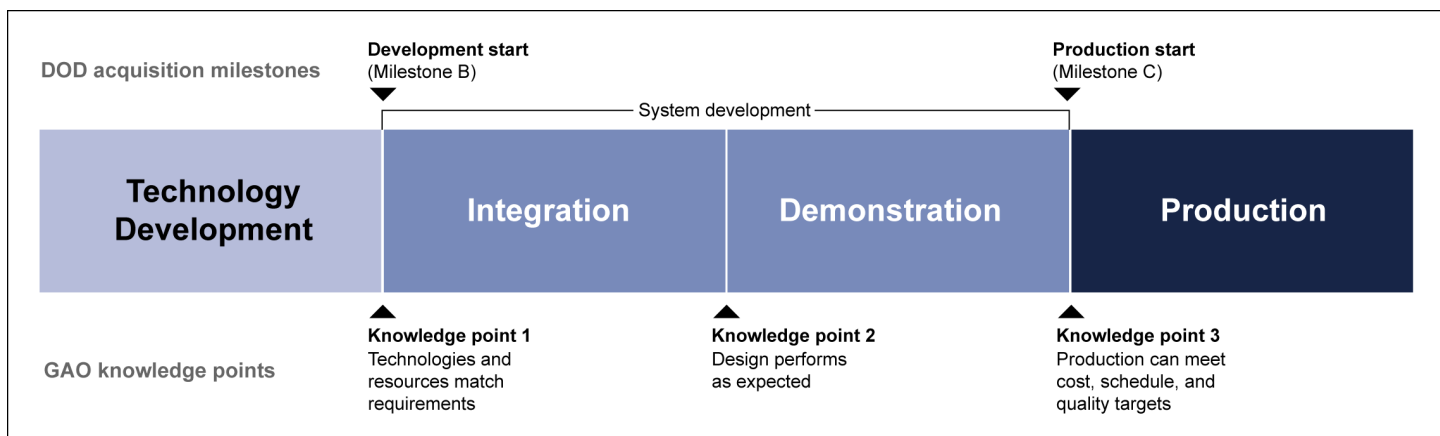 DOD acquisition milestones
Development start
(Milestone B)
Production start
(Milestone C)
System development
Technology
Development
Integration
Demonstration
Production
GAO knowledge points
Knowledge point 1
Technologies and
resources match
requirements
Knowledge point 2
Design performs
as expected
Knowledge point 3
Production can meet
cost, schedule, and
quality targets